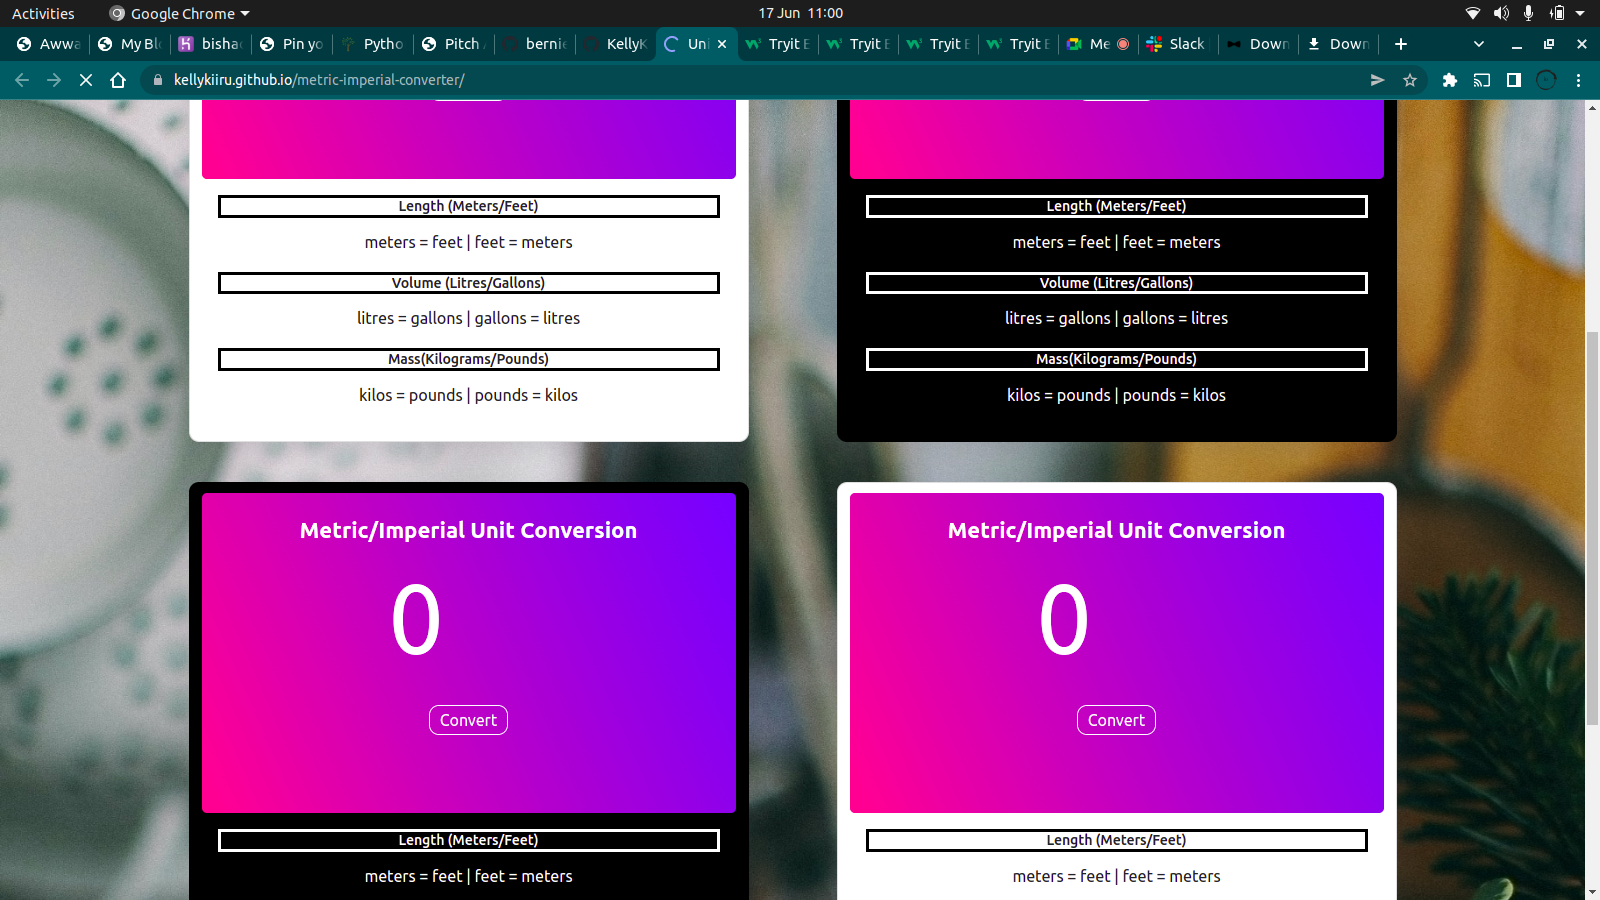 Activities
Google Chrome
17 Jun 11:00
Awwa
My Blo
bishac
Pin yo
Pytho
Pitch
bernie
KellyK
Uni
Tryit E
Tryit E
Tryit E
Tryit E
Me
Slack
Down
Down
kellykiiru.github.io/metric-imperial-converter/
Length (Meters/Feet)
meters = feet | feet = meters
Volume (Litres/Gallons)
litres = gallons | gallons = litres
Mass(Kilograms/Pounds)
kilos = pounds | pounds = kilos
Length (Meters/Feet)
meters = feet | feet = meters
Volume (Litres/Gallons)
litres = gallons | gallons = litres
Mass(Kilograms/Pounds)
kilos = pounds | pounds = kilos
Metric/Imperial Unit Conversion
0
Convert
Length (Meters/Feet)
meters = feet | feet = meters
Metric/Imperial Unit Conversion
0
Convert
Length (Meters/Feet)
meters = feet | feet = meters